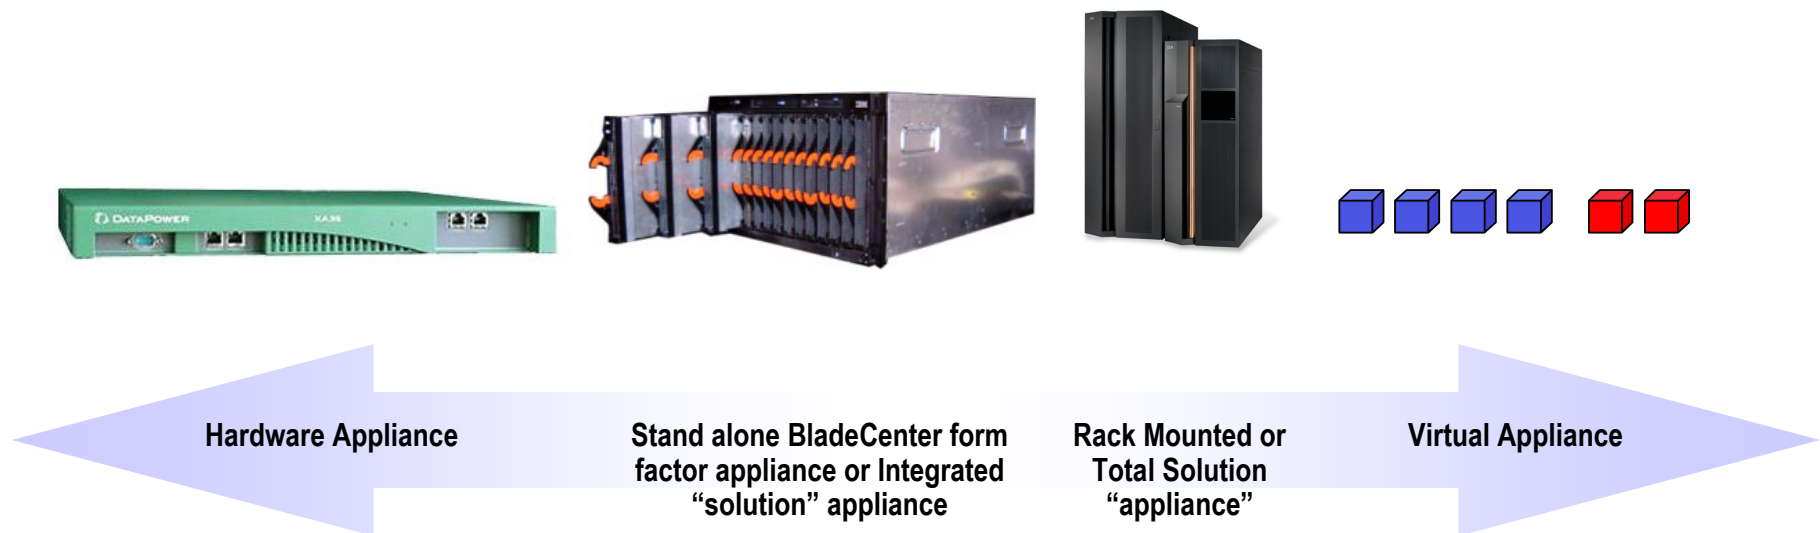 DATAPOWER XA35
Hardware Appliance
Stand alone BladeCenter form
factor appliance or Integrated
“solution” appliance
Rack Mounted or
Total Solution
“appliance”
Virtual Appliance